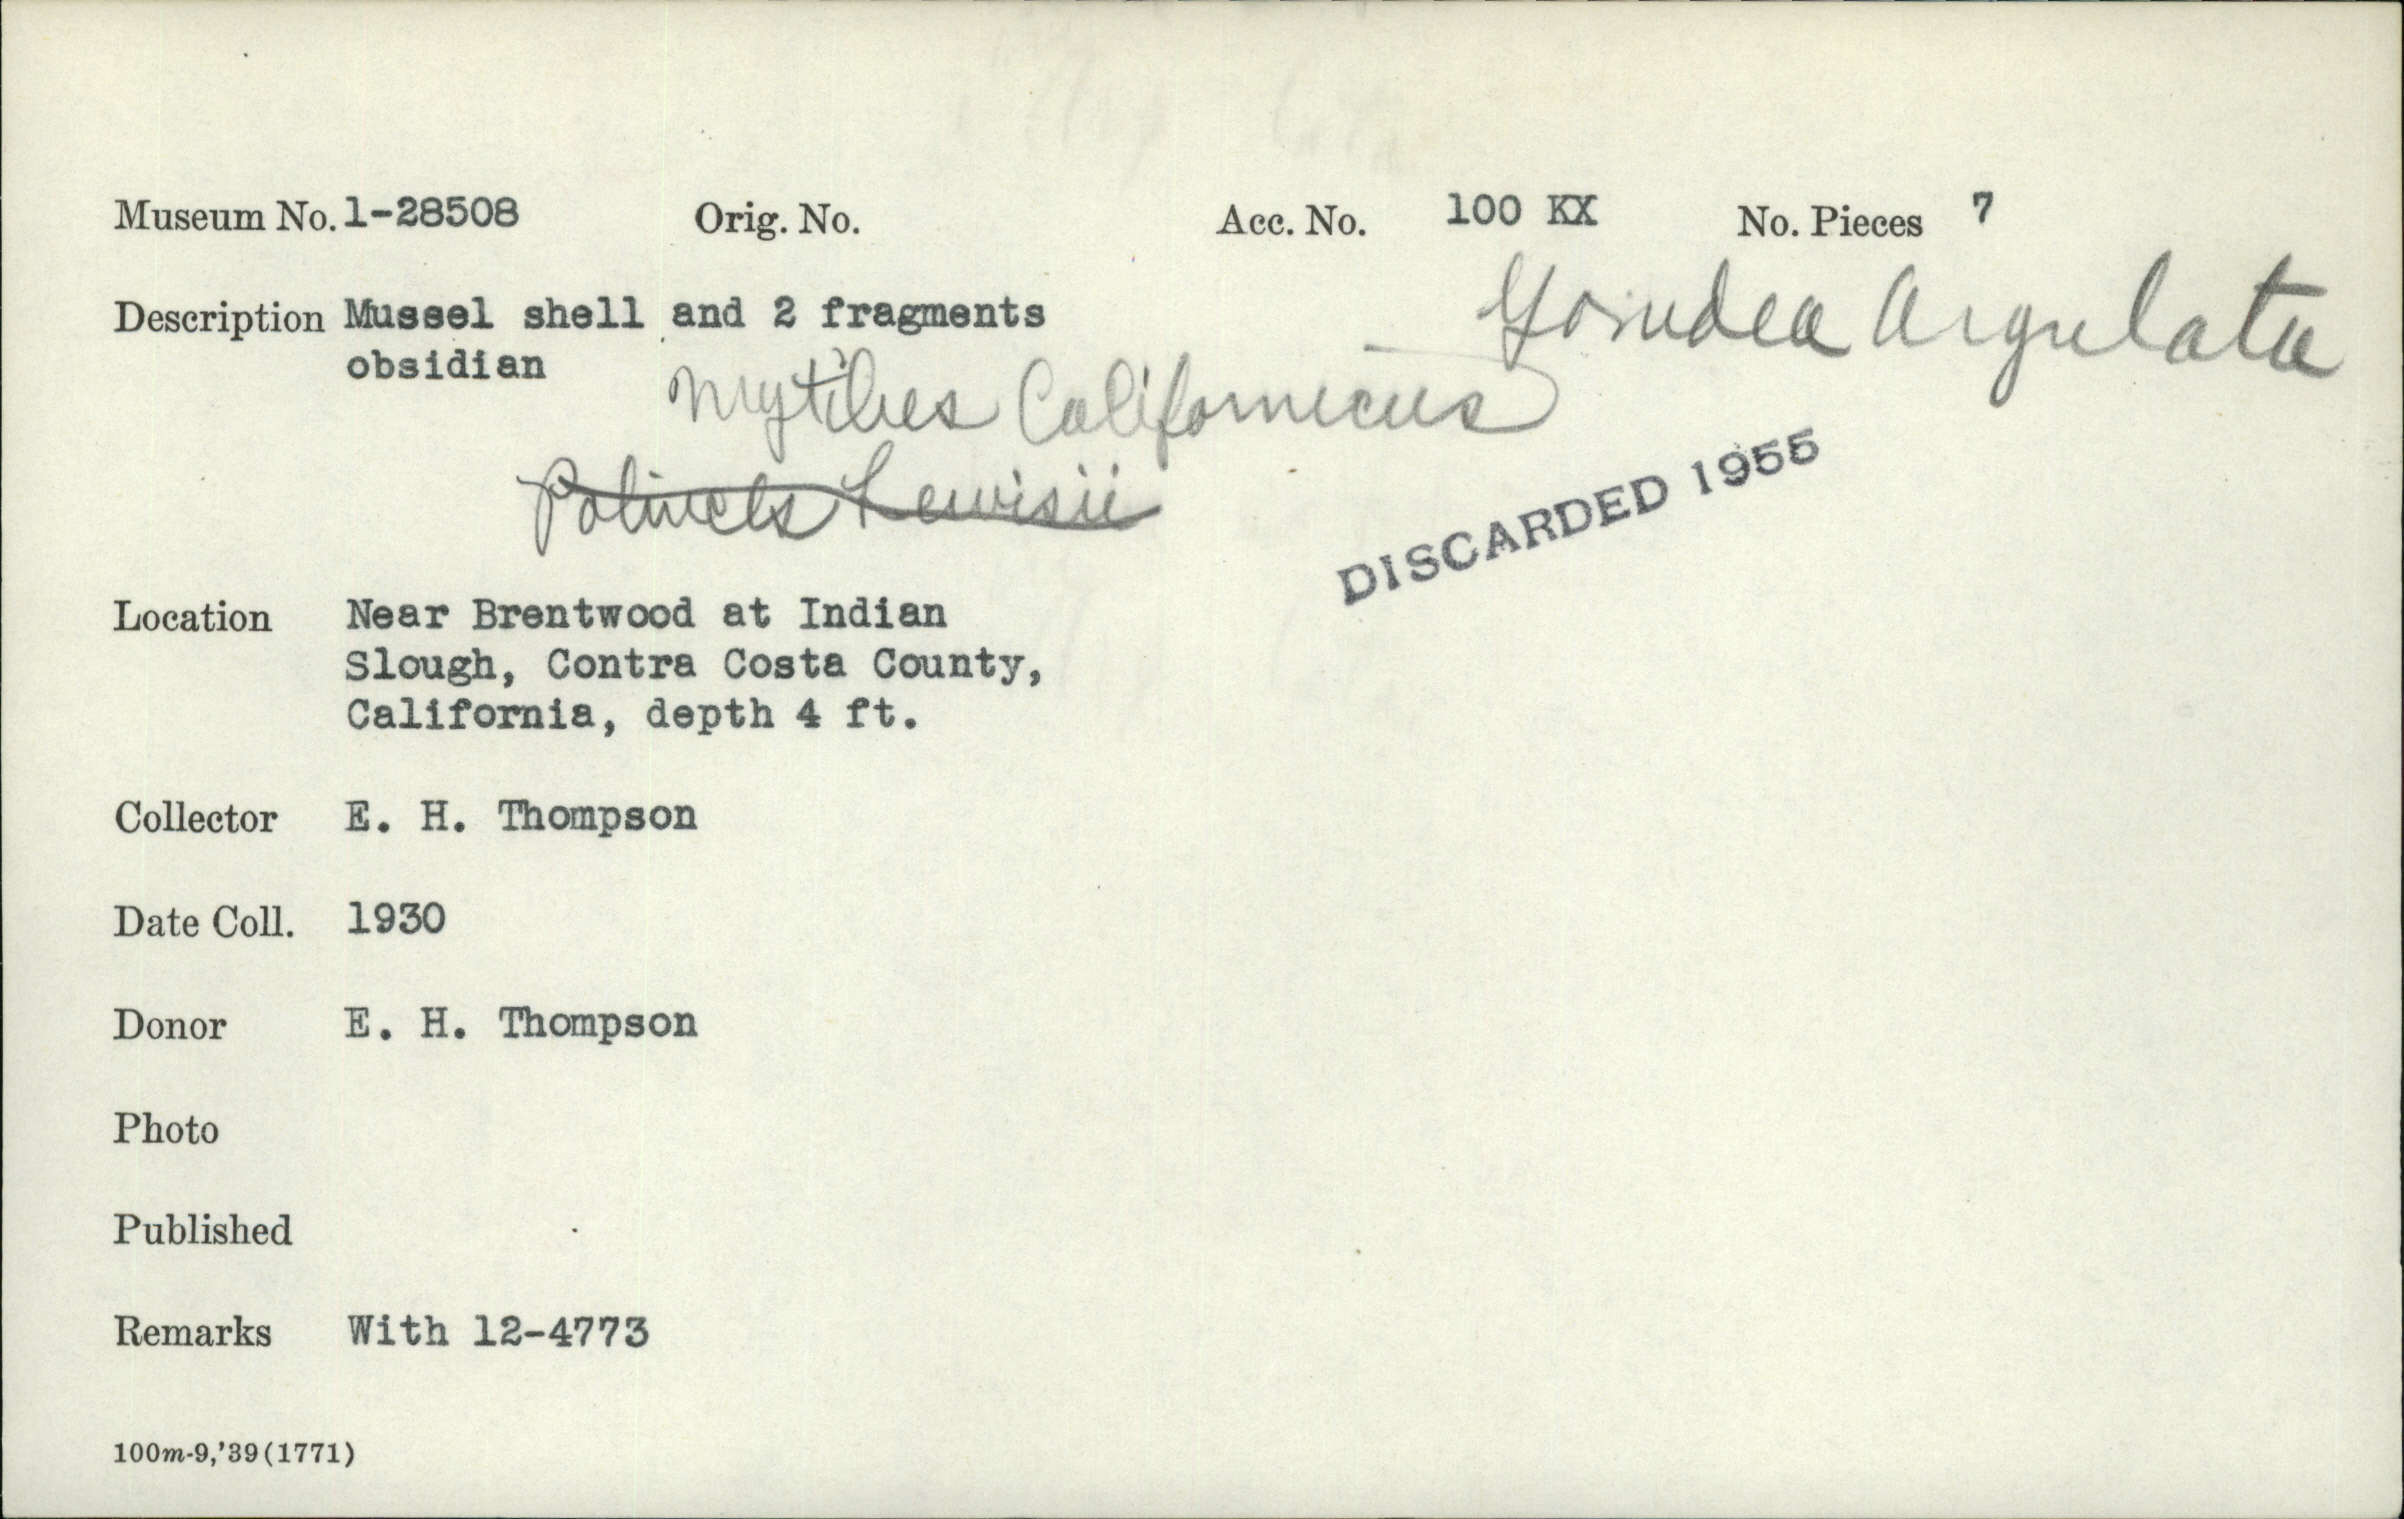 Museum No. 1-28508 Orig. No. Acc. No. 100 KX No. Pieces 7
Description Mussel shell and 2 fragments
obsidian
Mytilus Californicus
Polinices Lewisii
DISCARDED 1955
Location Near Brentwood at Indian
Slough, Contra Costa County,
California, depth 4 ft.
Collector E. H. Thompson
Date Coll. 1930
Donor E. H. Thompson
Photo
Published
Remarks With 12-4773
100m-9,'39(1771)